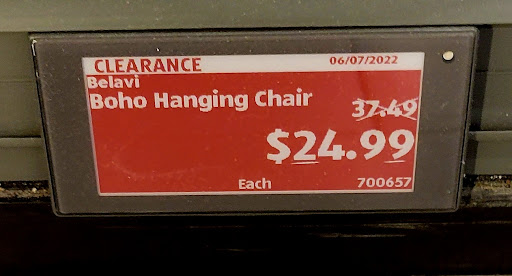 CLEARANCE 06/07/2022
Belavi
Boho Hanging Chair 37.49
$24.99
Each 700657